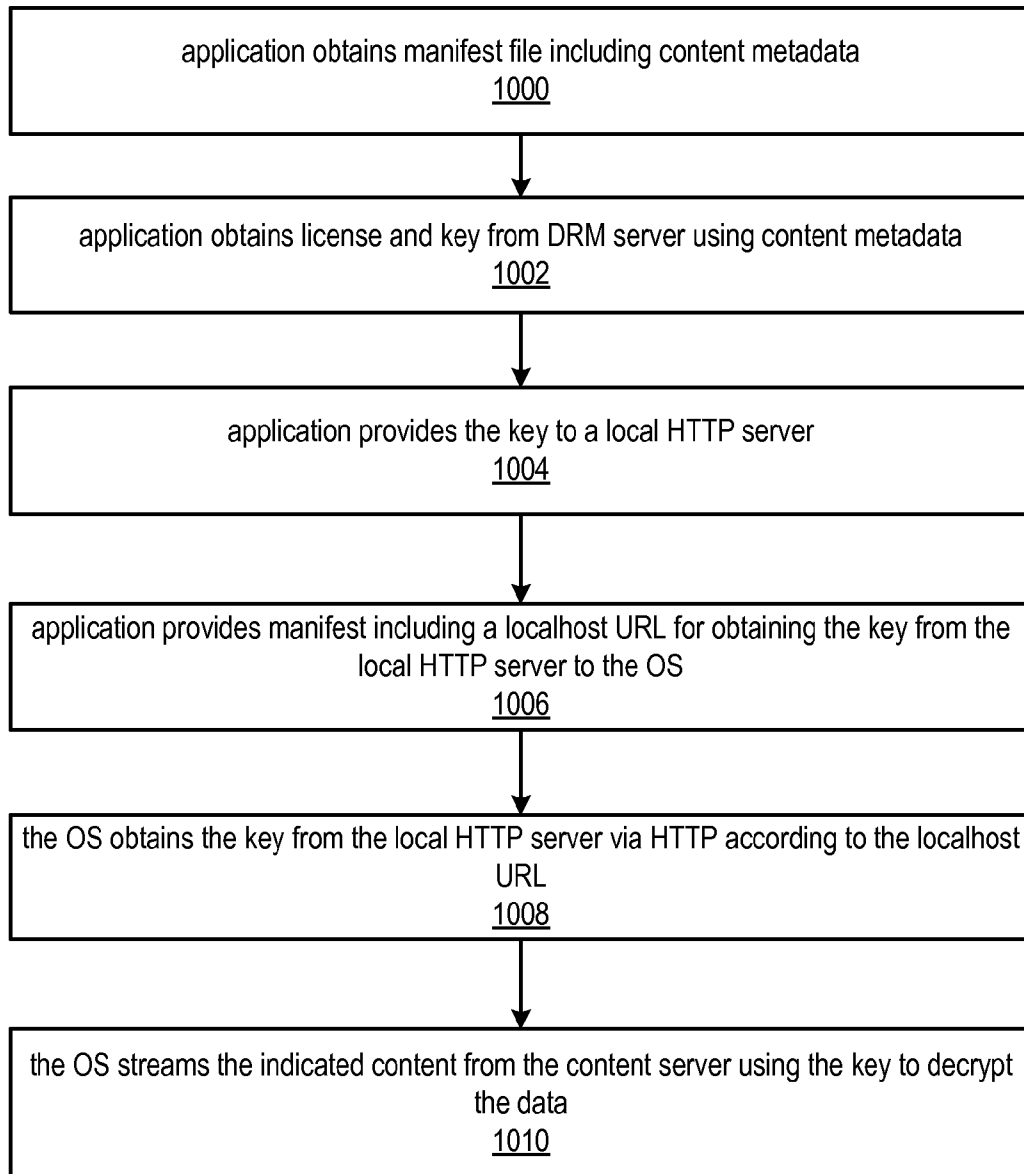 application obtains manifest file including content metadata
1000
application obtains license and key from DRM server using content metadata
1002
application provides the key to a local HTTP server
1004
application provides manifest including a localhost URL for obtaining the key from the
local HTTP server to the OS
1006
the OS obtains the key from the local HTTP server via HTTP according to the localhost
URL
1008
the OS streams the indicated content from the content server using the key to decrypt
the data
1010